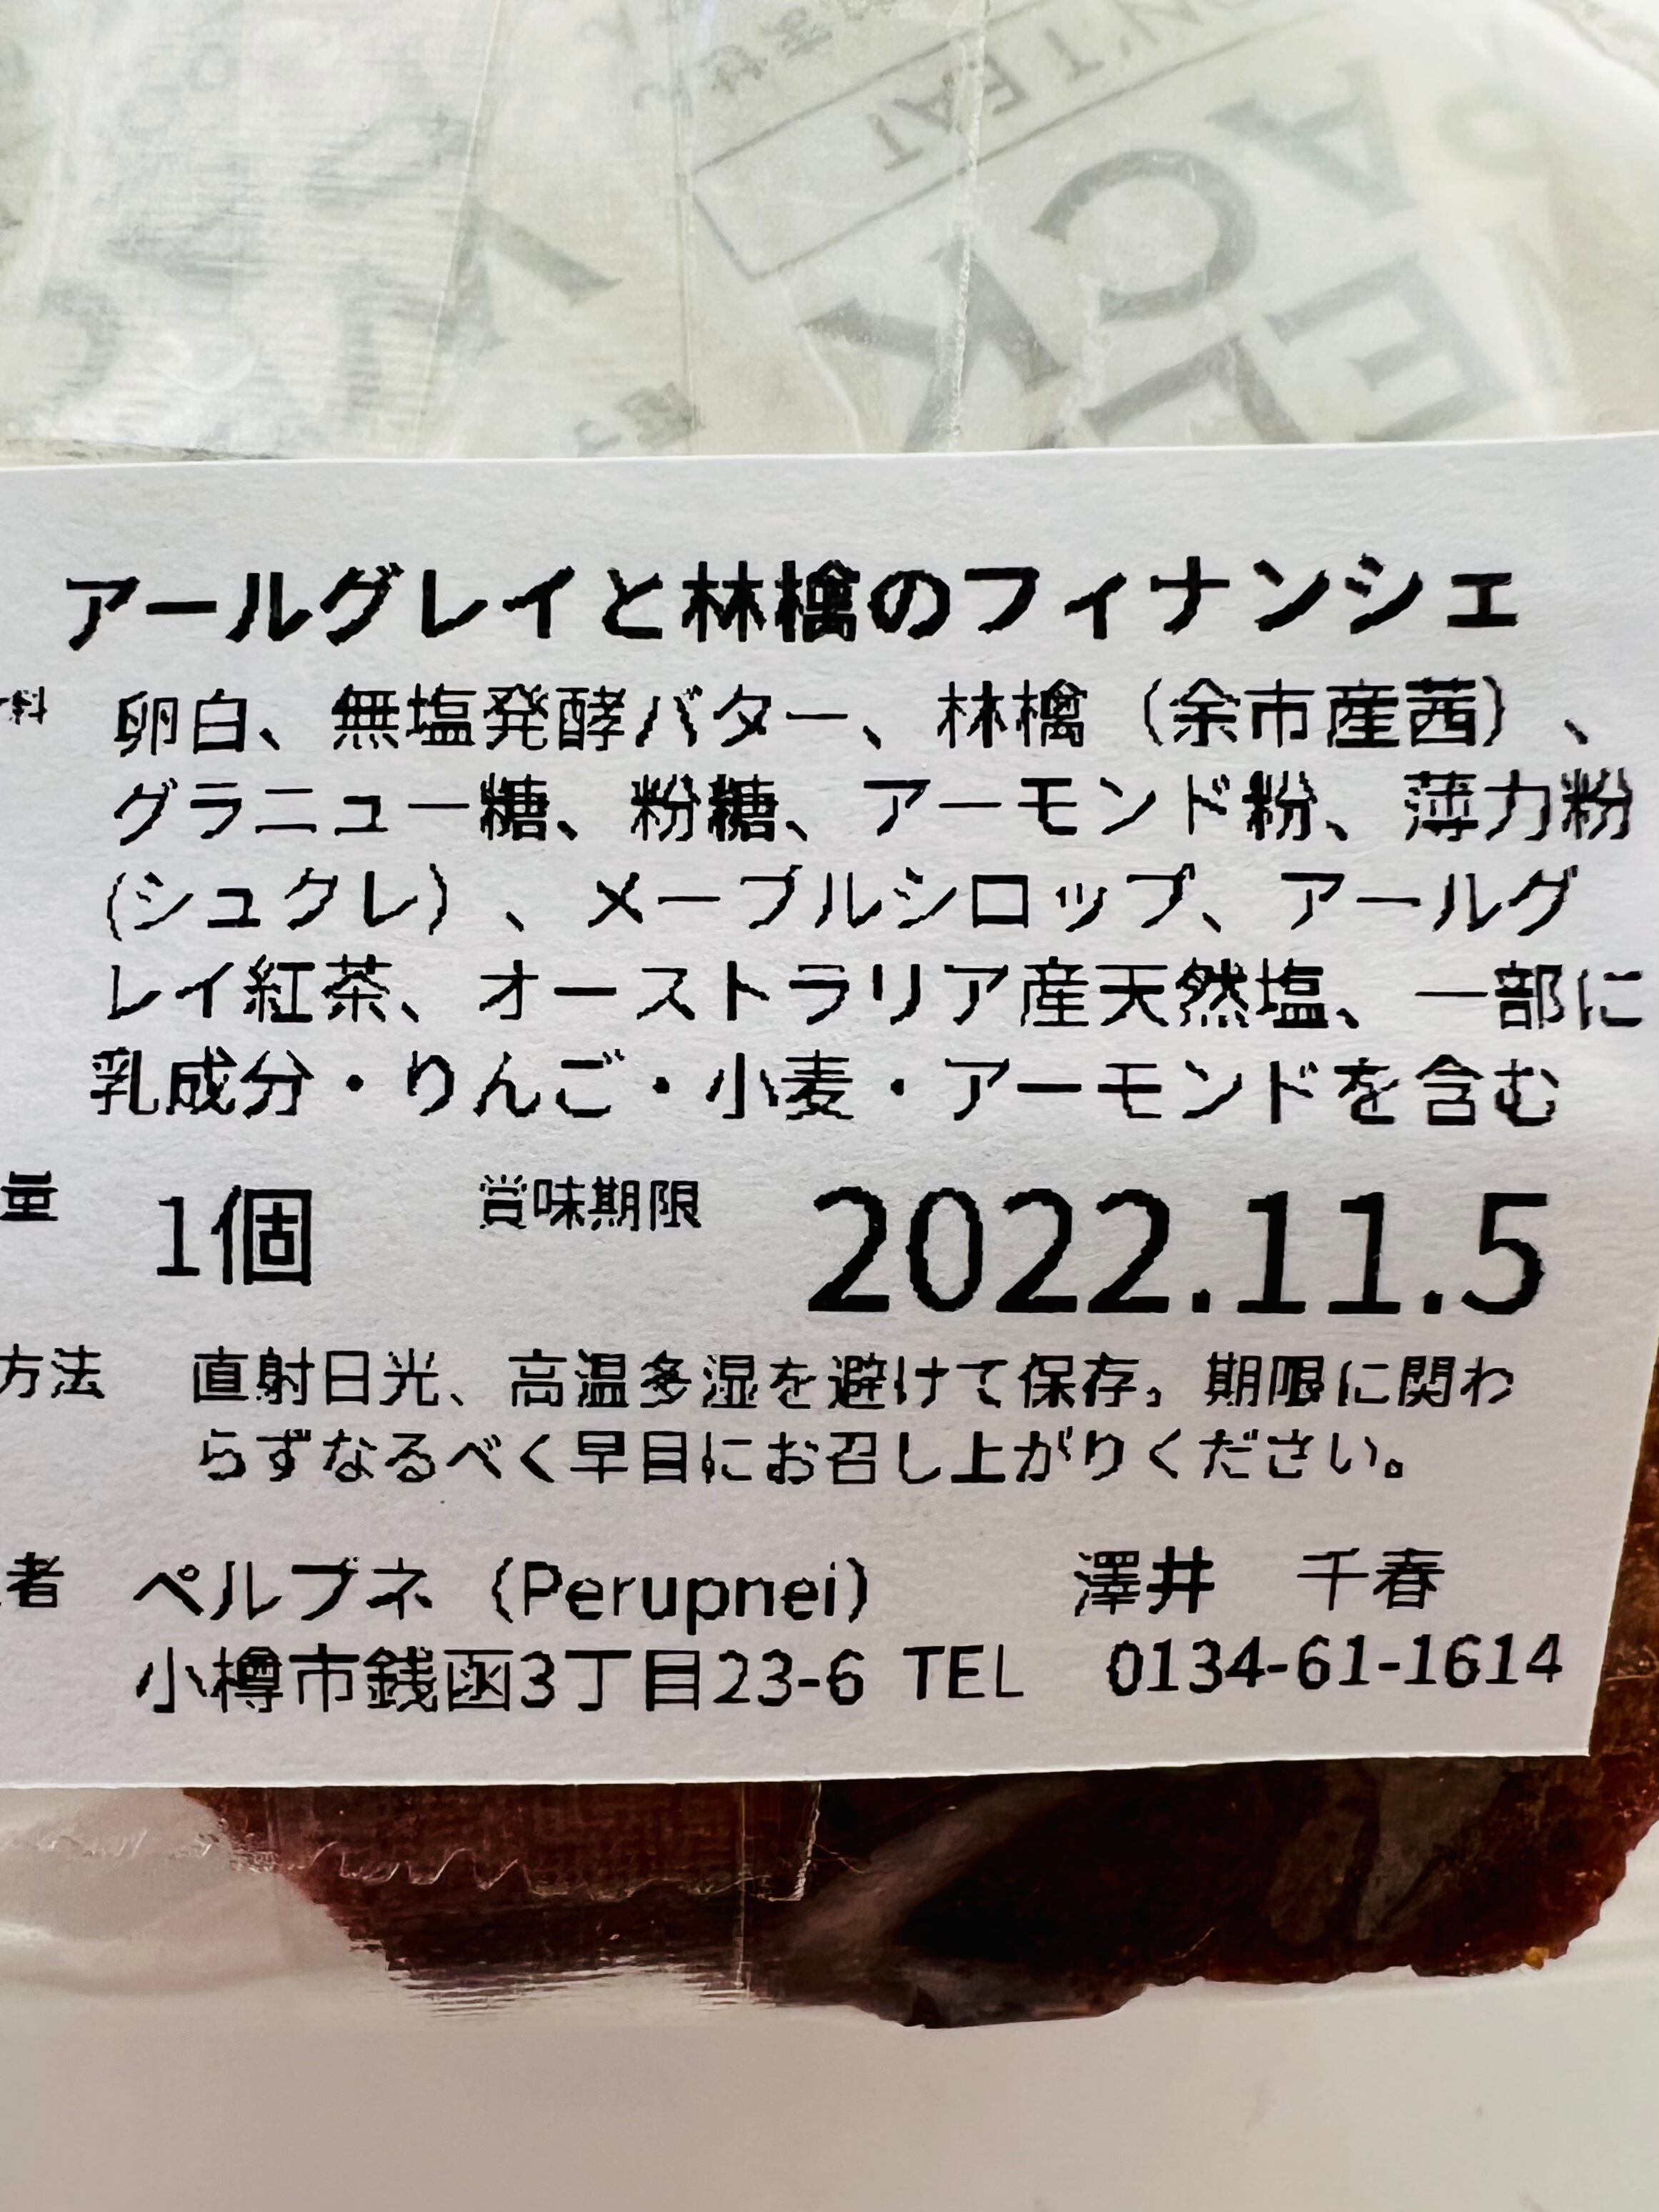 DON'T EAT
アールグレイと林檎のフィナンシェ
料 卵白、無塩発酵バター、林檎（余市産茜）、
グラニュー糖、粉糖、アーモンド粉、薄力粉
(シュクレ）、メープルシロップ、アールグ
レイ紅茶、オーストラリア産天然塩、一部に
乳成分・りんご・小麦・アーモンドを含む
量 1個 賞味期限 2022.11.5
方法 直射日光、高温多湿を避けて保存。期限に関わ
らずなるべく早目にお召し上がりください。
者 ペルプネ（Perupnei） 澤井 千春
小樽市銭函3丁目23-6 TEL 0134-61-1614